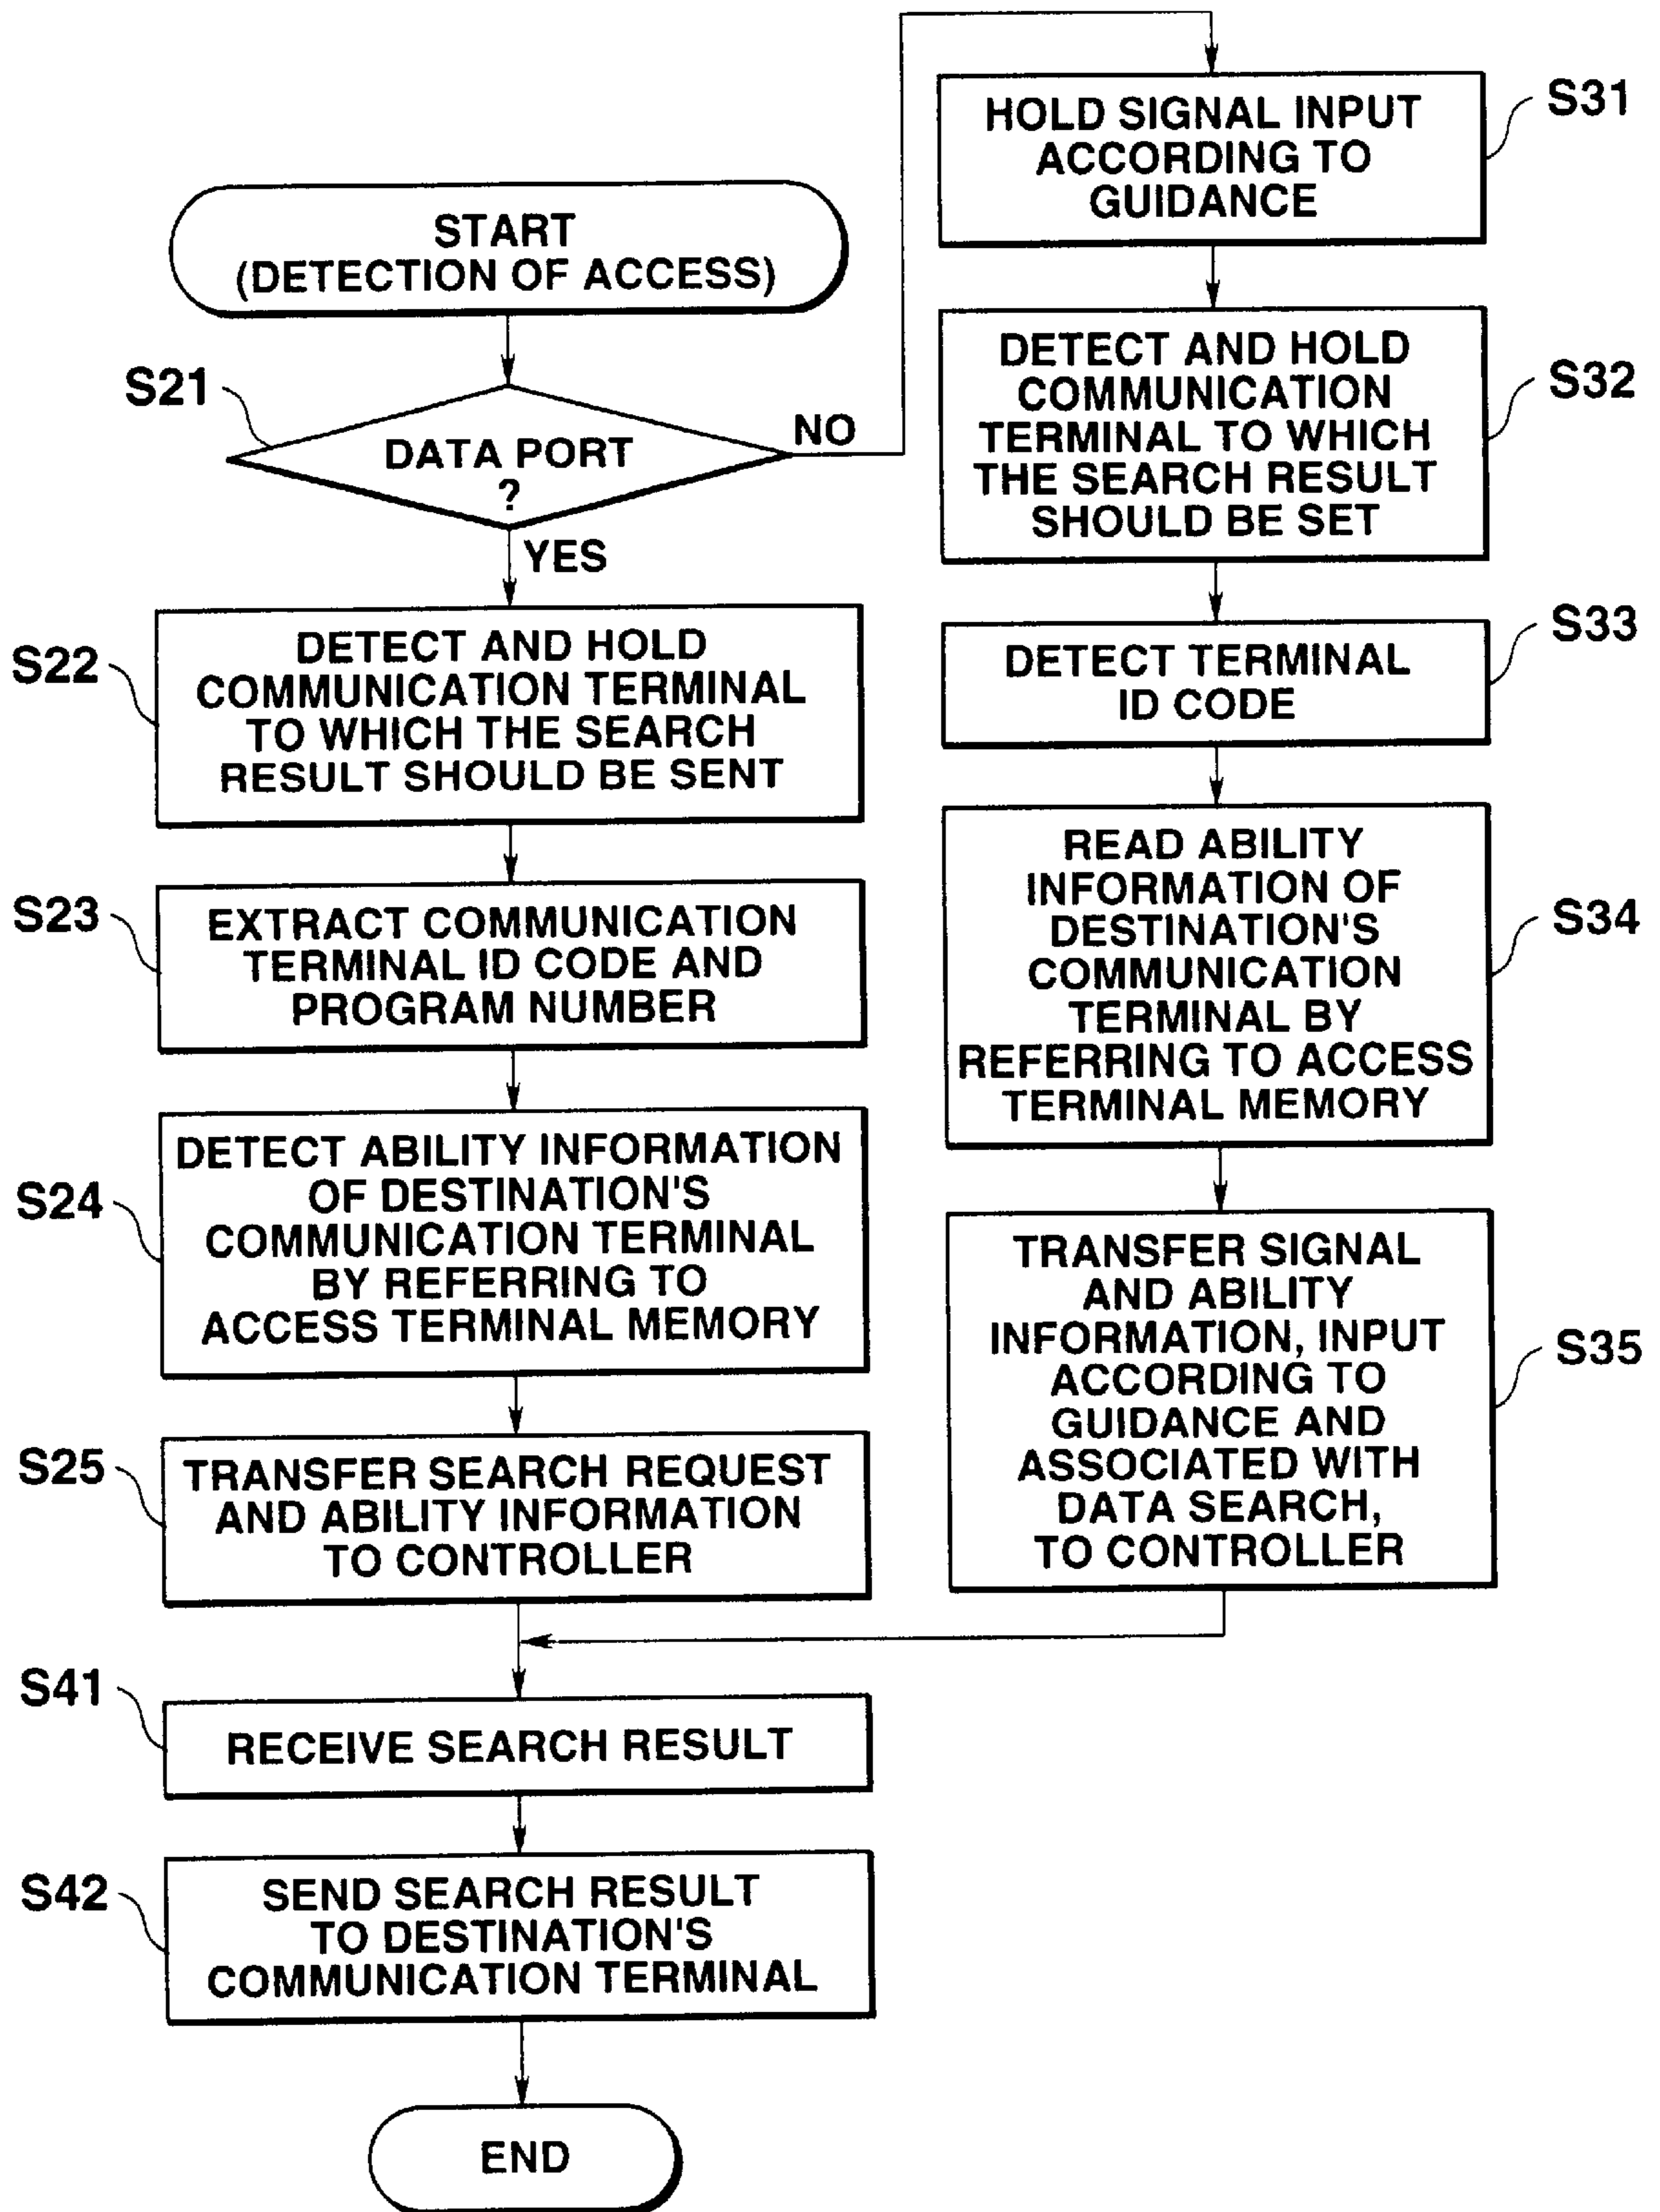 START
(DETECTION OF ACCESS)
S21
DATA PORT
?
NO
YES
S22
DETECT AND HOLD
COMMUNICATION TERMINAL
TO WHICH THE SEARCH
RESULT SHOULD BE SENT
S23
EXTRACT COMMUNICATION
TERMINAL ID CODE AND
PROGRAM NUMBER
S24
DETECT ABILITY INFORMATION
OF DESTINATION'S
COMMUNICATION TERMINAL
BY REFERRING TO
ACCESS TERMINAL MEMORY
S25
TRANSFER SEARCH REQUEST
AND ABILITY INFORMATION
TO CONTROLLER
S31
HOLD SIGNAL INPUT
ACCORDING TO
GUIDANCE
S32
DETECT AND HOLD
COMMUNICATION
TERMINAL TO WHICH
THE SEARCH RESULT
SHOULD BE SET
S33
DETECT TERMINAL
ID CODE
S34
READ ABILITY
INFORMATION OF
DESTINATION'S
COMMUNICATION
TERMINAL BY
REFERRING TO ACCESS
TERMINAL MEMORY
S35
TRANSFER SIGNAL
AND ABILITY
INFORMATION, INPUT
ACCORDING TO
GUIDANCE AND
ASSOCIATED WITH
DATA SEARCH,
TO CONTROLLER
S41
RECEIVE SEARCH RESULT
S42
SEND SEARCH RESULT
TO DESTINATION'S
COMMUNICATION TERMINAL
END